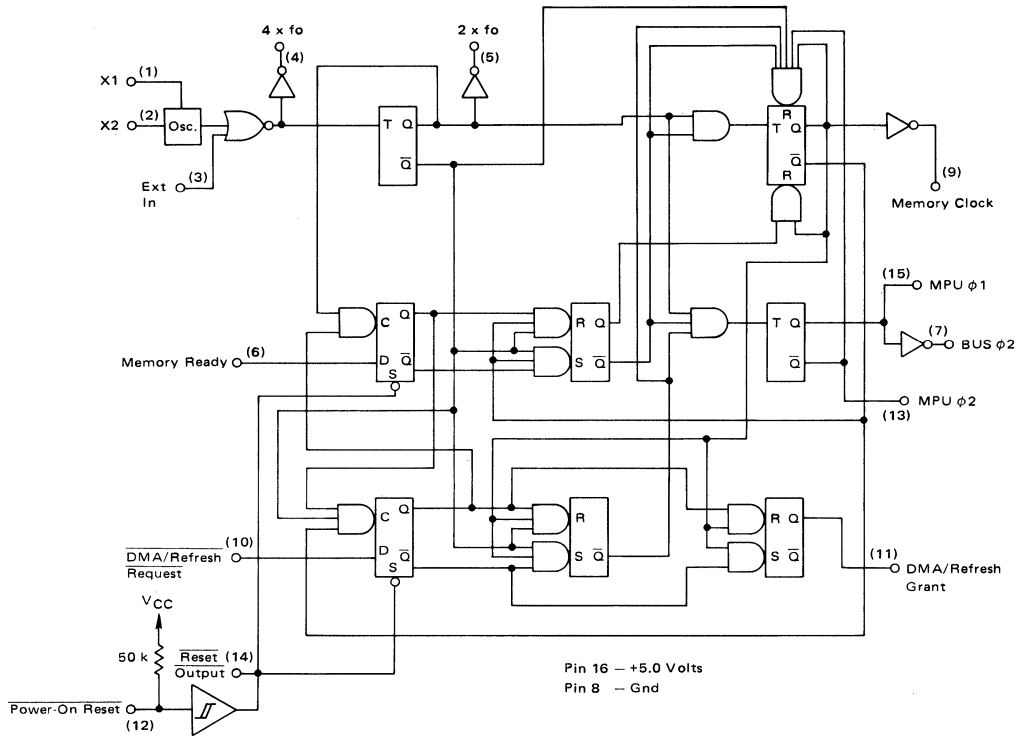 4 x fo
2 x fo
(4)
(5)
X1
(1)
X2
(2)
Osc.
Ext
In
(3)
T Q
Q̅
R
T Q
Q̅
R
(9)
Memory Clock
C
Q
D
Q̅
S
Memory Ready
(6)
R Q
S Q̅
T Q
Q̅
(15)
MPU φ1
(7)
BUS φ2
MPU φ2
(13)
C
Q
D
Q̅
S
DMA/Refresh
Request
(10)
R
S Q̅
R Q
S Q̅
(11)
DMA/Refresh
Grant
VCC
50 k
Reset
Output
(14)
Power-On Reset
(12)
Pin 16 – +5.0 Volts
Pin 8 – Gnd